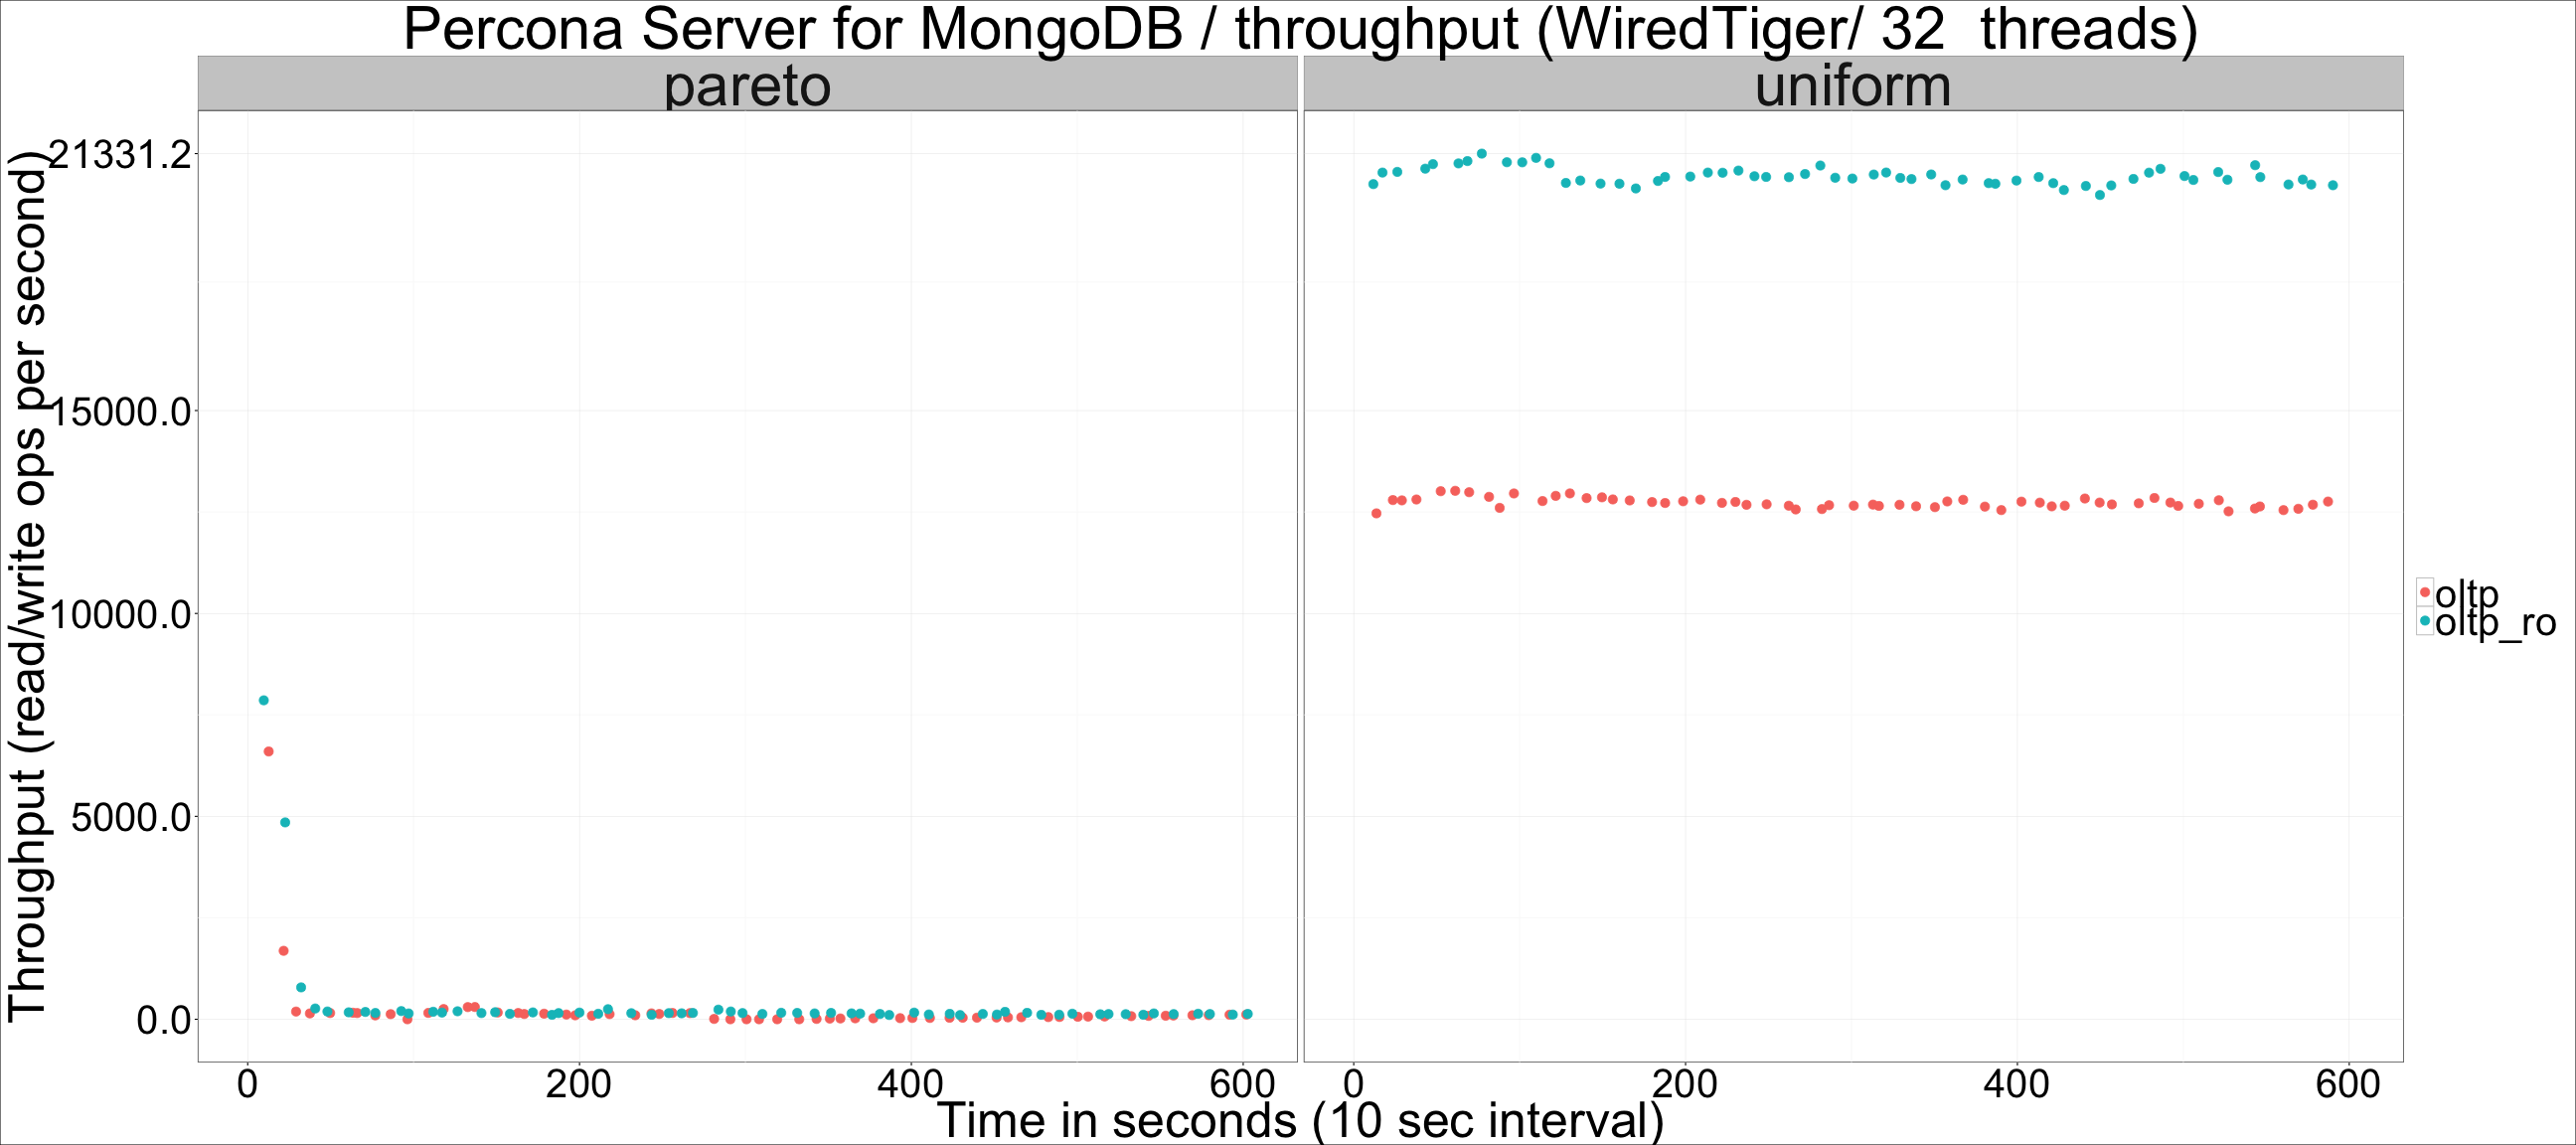 Percona Server for MongoDB / throughput (WiredTiger/ 32  threads)
pareto
uniform
Throughput (read/write ops per second)
21331.2
15000.0
10000.0
5000.0
0.0
0 200 400 600
0 200 400 600
Time in seconds (10 sec interval)
oltp
oltp_ro